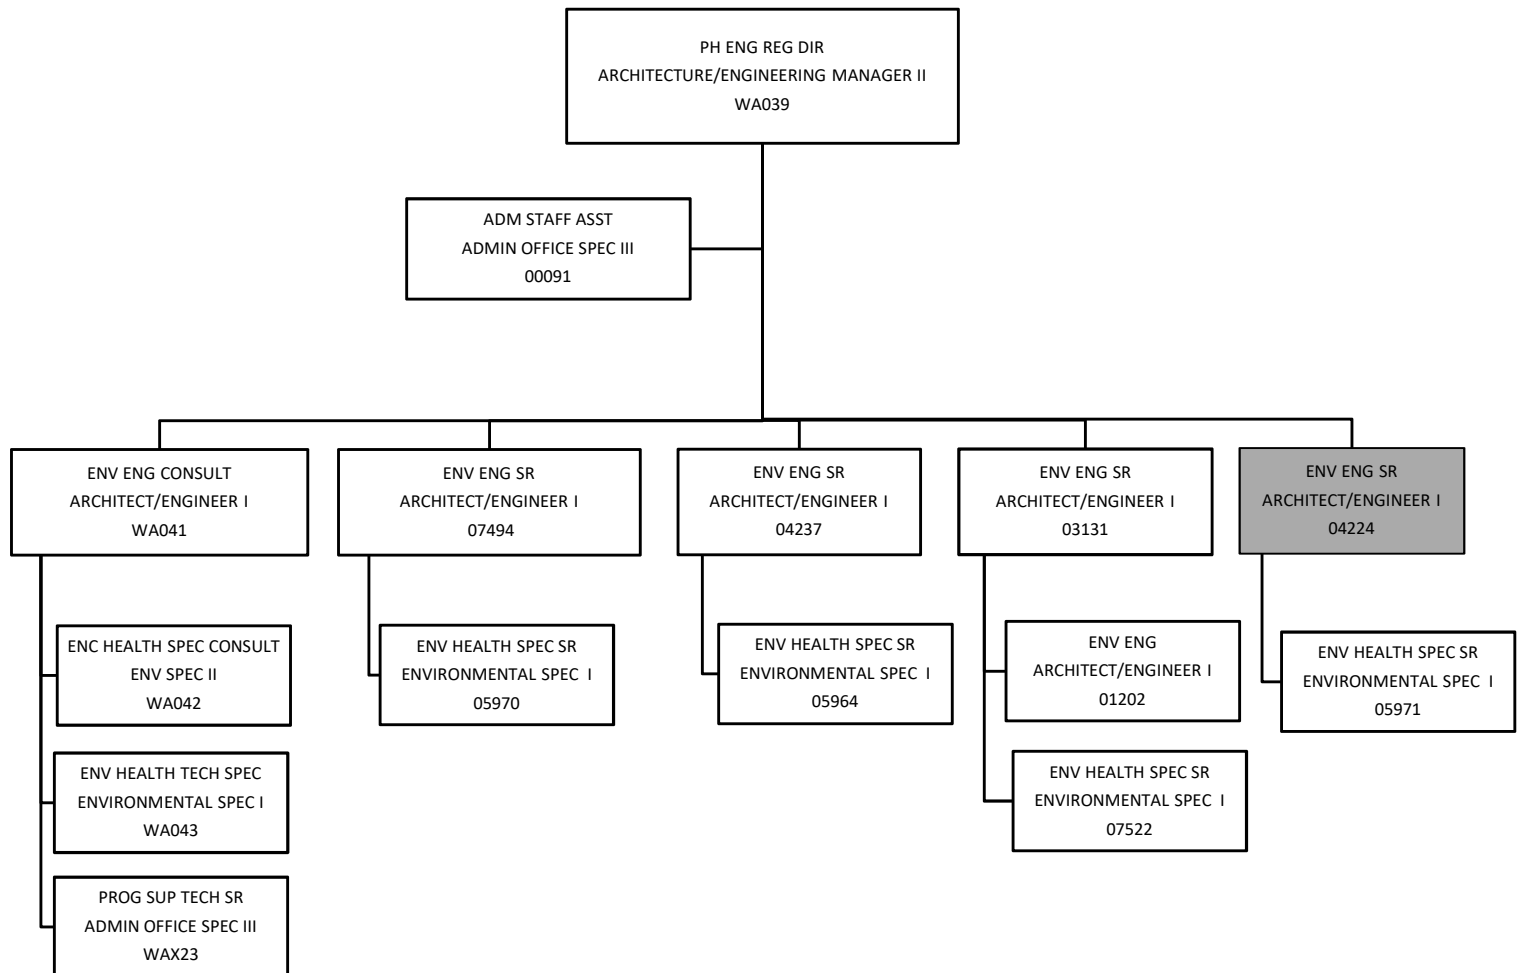 PH ENG REG DIR
ARCHITECTURE/ENGINEERING MANAGER II
WA039
ADM STAFF ASST
ADMIN OFFICE SPEC III
00091
ENV ENG CONSULT
ARCHITECT/ENGINEER I
WA041
ENV ENG SR
ARCHITECT/ENGINEER I
07494
ENV ENG SR
ARCHITECT/ENGINEER I
04237
ENV ENG SR
ARCHITECT/ENGINEER I
03131
ENV ENG SR
ARCHITECT/ENGINEER I
04224
ENC HEALTH SPEC CONSULT
ENV SPEC II
WA042
ENV HEALTH SPEC SR
ENVIRONMENTAL SPEC I
05970
ENV HEALTH SPEC SR
ENVIRONMENTAL SPEC I
05964
ENV ENG
ARCHITECT/ENGINEER I
01202
ENV HEALTH SPEC SR
ENVIRONMENTAL SPEC I
05971
ENV HEALTH TECH SPEC
ENVIRONMENTAL SPEC I
WA043
ENV HEALTH SPEC SR
ENVIRONMENTAL SPEC I
07522
PROG SUP TECH SR
ADMIN OFFICE SPEC III
WAX23